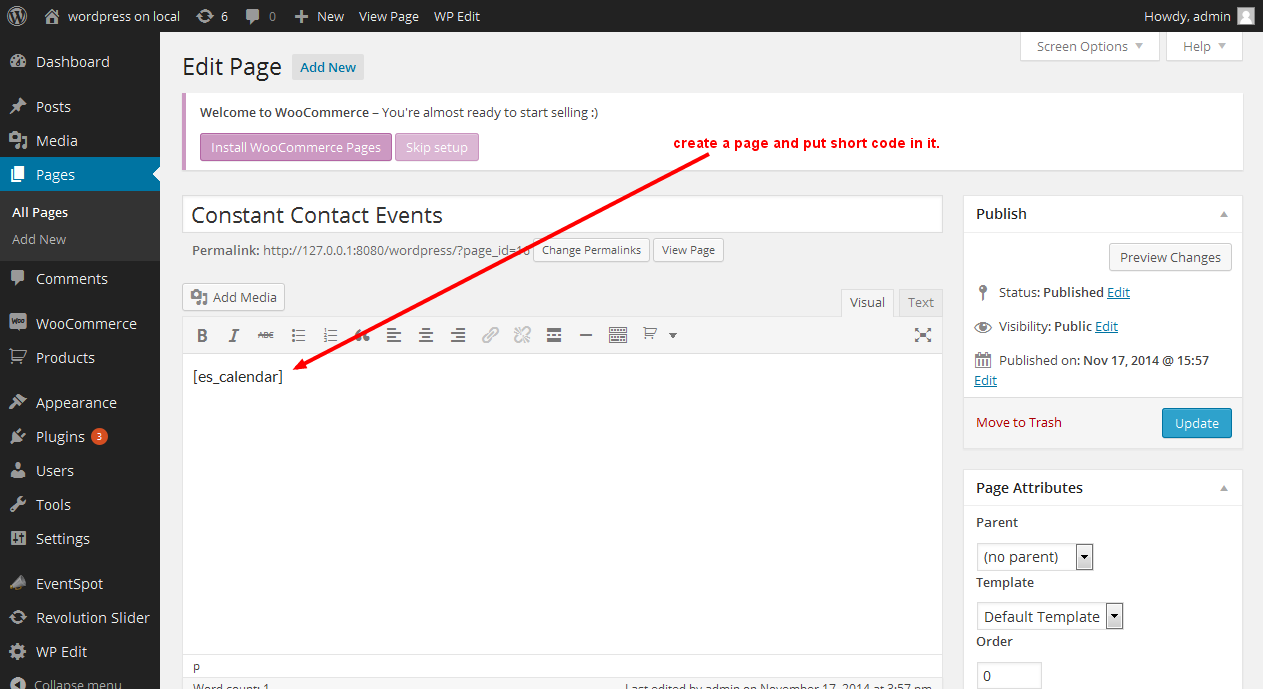 wordpress on local 6 0 New View Page WP Edit Howdy, admin
Screen Options Help
Dashboard
Posts
Media
Pages
All Pages
Add New
Comments
WooCommerce
Products
Appearance
Plugins 3
Users
Tools
Settings
EventSpot
Revolution Slider
WP Edit
Collapse menu
Edit Page Add New
Welcome to WooCommerce – You're almost ready to start selling :)
Install WooCommerce Pages Skip setup
create a page and put short code in it.
Constant Contact Events
Permalink: http://127.0.0.1:8080/wordpress/?page_id= Change Permalinks View Page
Add Media
Visual Text
B I ABC
[es_calendar]
p
Word count: 1 Last edited by admin on November 17, 2014 at 3:57 pm
Publish
Preview Changes
Status: Published Edit
Visibility: Public Edit
Published on: Nov 17, 2014 @ 15:57
Edit
Move to Trash Update
Page Attributes
Parent
(no parent)
Template
Default Template
Order
0